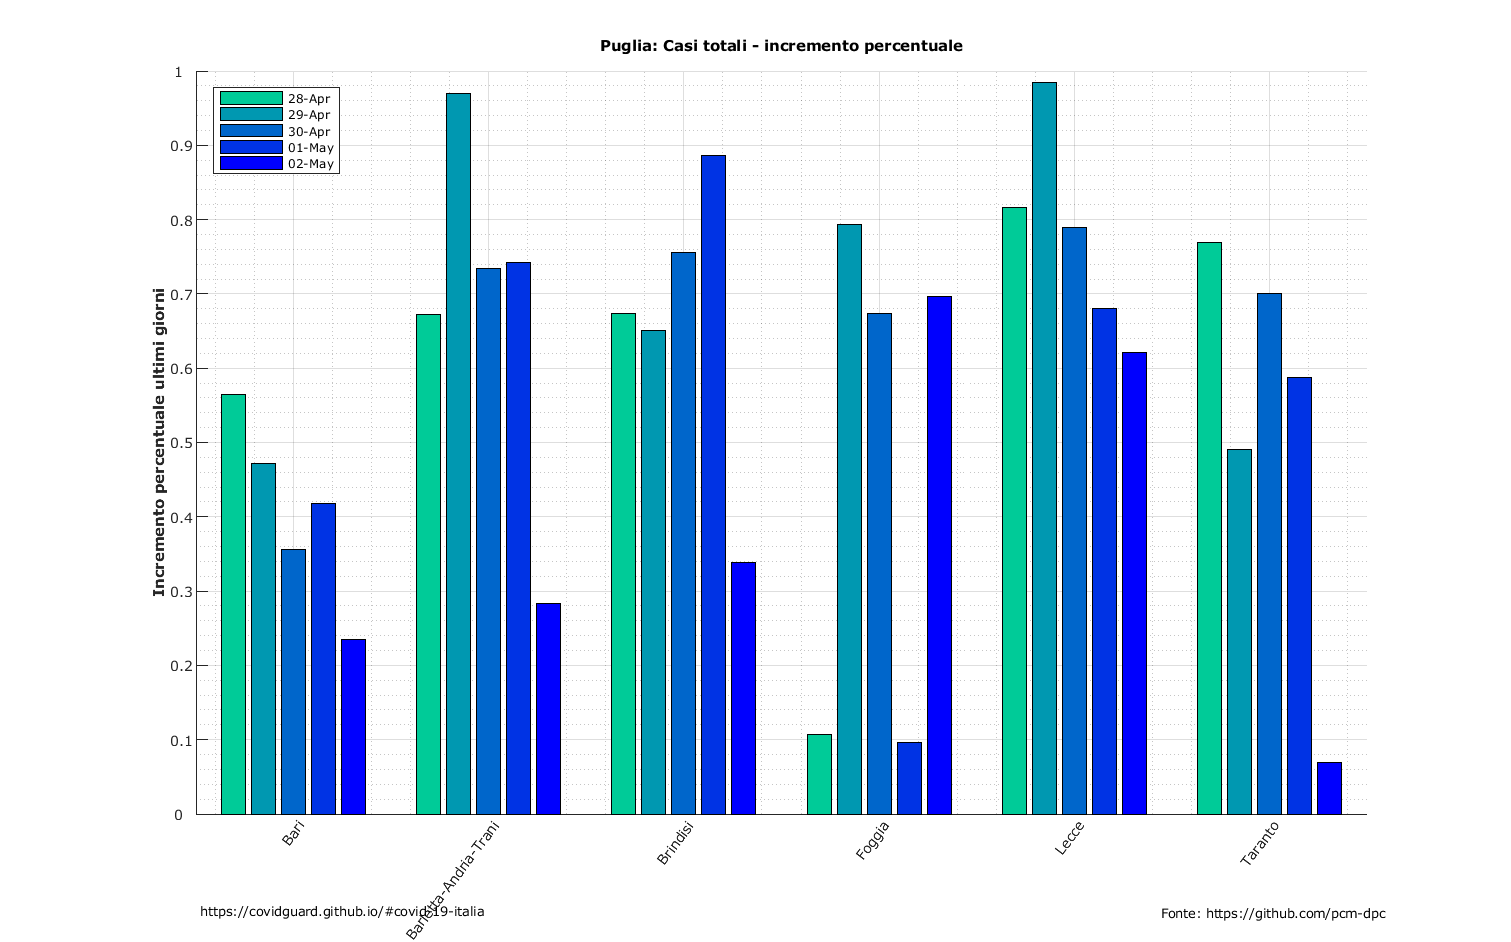 Puglia: Casi totali - incremento percentuale
Incremento percentuale ultimi giorni
1
0.9
0.8
0.7
0.6
0.5
0.4
0.3
0.2
0.1
0
28-Apr
29-Apr
30-Apr
01-May
02-May
Bari
Barletta-Andria-Trani
Brindisi
Foggia
Lecce
Taranto
https://covidguard.github.io/#covid-19-italia
Fonte: https://github.com/pcm-dpc